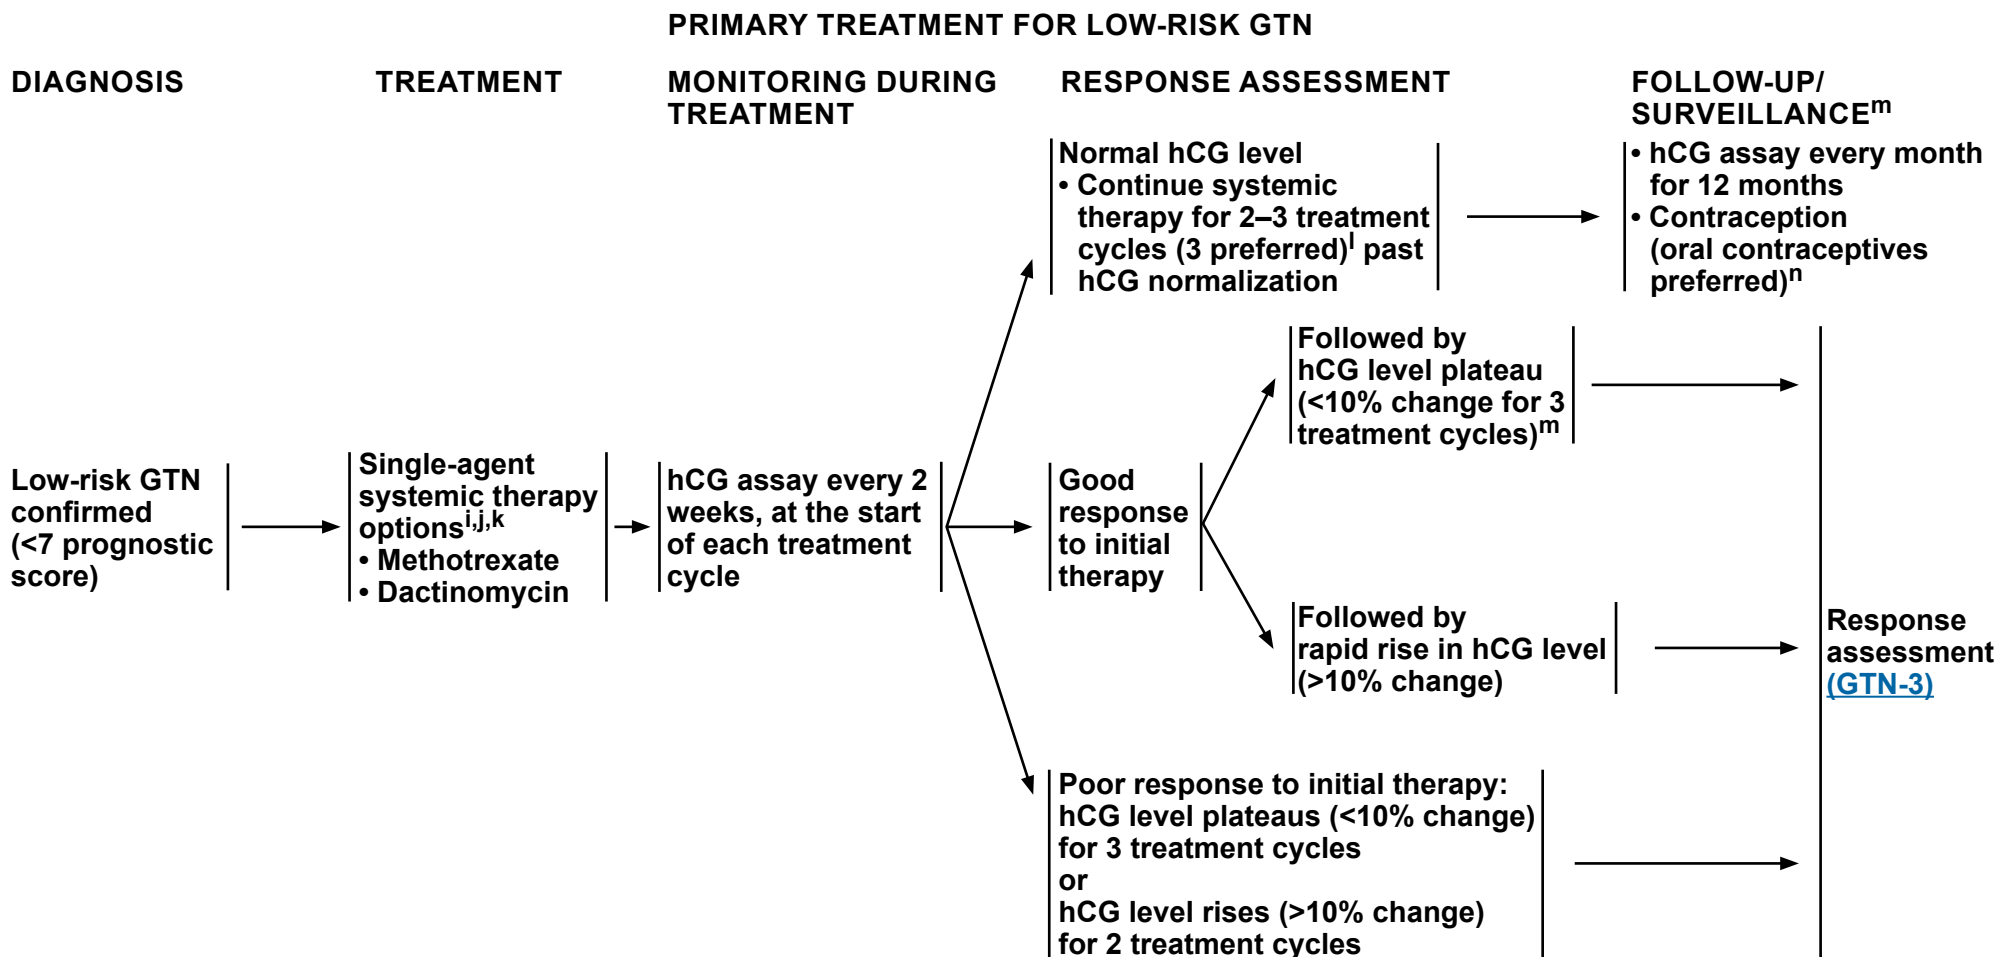 PRIMARY TREATMENT FOR LOW-RISK GTN
DIAGNOSIS
TREATMENT
MONITORING DURING
TREATMENT
RESPONSE ASSESSMENT
FOLLOW-UP/
SURVEILLANCEm
Low-risk GTN
confirmed
(<7 prognostic
score)
Single-agent
systemic therapy
optionsi,j,k
• Methotrexate
• Dactinomycin
hCG assay every 2
weeks, at the start
of each treatment
cycle
Normal hCG level
• Continue systemic
therapy for 2–3 treatment
cycles (3 preferred)l past
hCG normalization
• hCG assay every month
for 12 months
• Contraception
(oral contraceptives
preferred)n
Good
response
to initial
therapy
Followed by
hCG level plateau
(<10% change for 3
treatment cycles)m
Followed by
rapid rise in hCG level
(>10% change)
Poor response to initial therapy:
hCG level plateaus (<10% change)
for 3 treatment cycles
or
hCG level rises (>10% change)
for 2 treatment cycles
Response
assessment
(GTN-3)